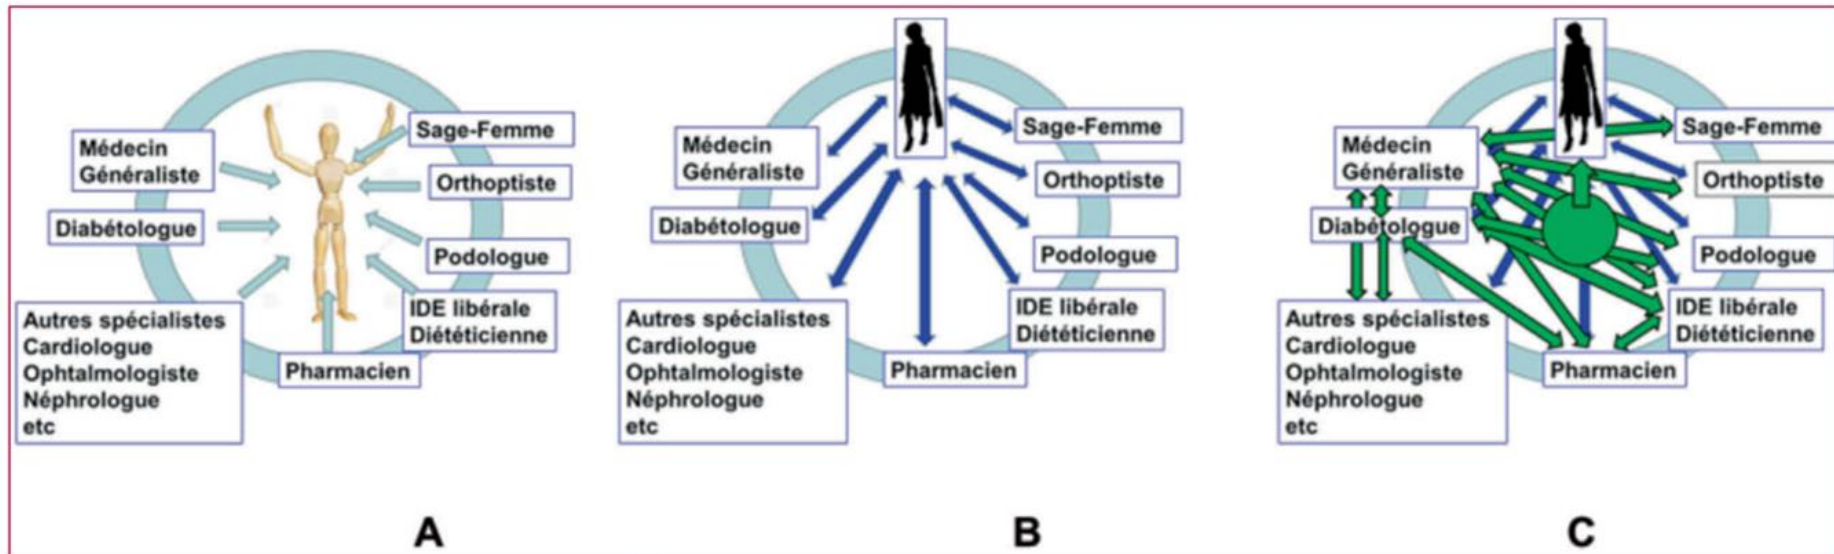 Médecin
Généraliste
Diabétologue
Autres spécialistes
Cardiologue
Ophtalmologiste
Néphrologue
etc
Sage-Femme
Orthoptiste
Podologue
IDE libérale
Diététicienne
Pharmacien
A
Médecin
Généraliste
Diabétologue
Autres spécialistes
Cardiologue
Ophtalmologiste
Néphrologue
etc
Sage-Femme
Orthoptiste
Podologue
IDE libérale
Diététicienne
Pharmacien
B
Médecin
Généraliste
Diabétologue
Autres spécialistes
Cardiologue
Ophtalmologiste
Néphrologue
etc
Sage-Femme
Orthoptiste
Podologue
IDE libérale
Diététicienne
Pharmacien
C